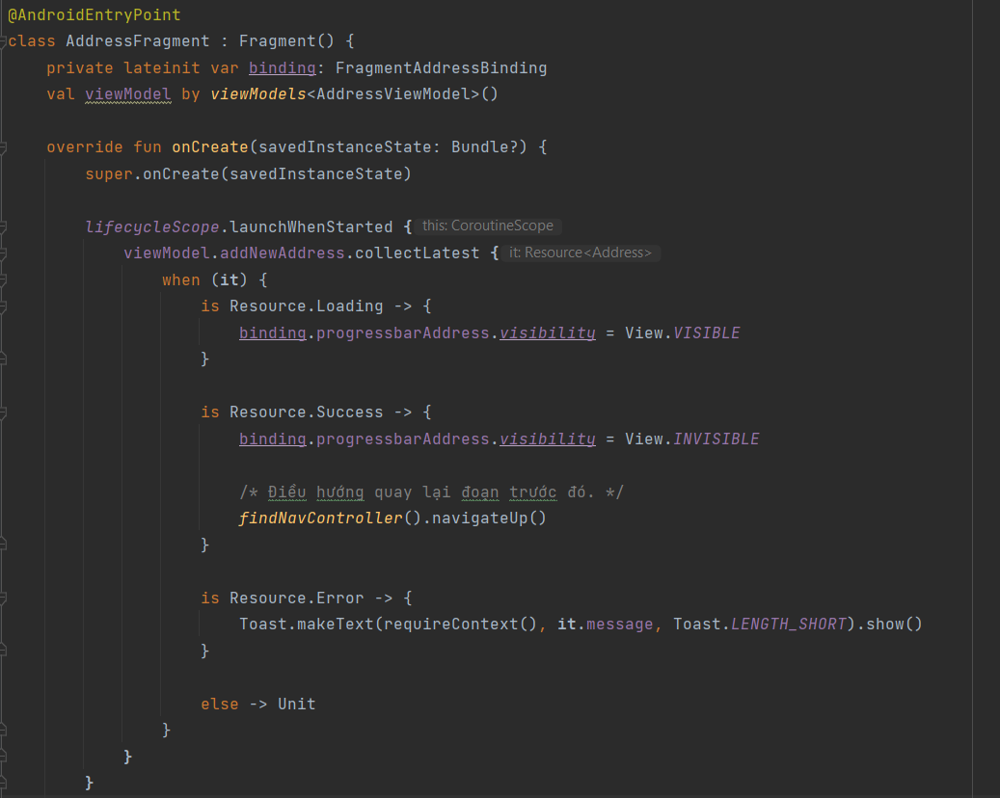 @AndroidEntryPoint
class AddressFragment : Fragment() {
    private lateinit var binding: FragmentAddressBinding
    val viewModel by viewModels<AddressViewModel>()

    override fun onCreate(savedInstanceState: Bundle?) {
        super.onCreate(savedInstanceState)

        lifecycleScope.launchWhenStarted { this: CoroutineScope
            viewModel.addNewAddress.collectLatest { it: Resource<Address>
                when (it) {
                    is Resource.Loading -> {
                        binding.progressbarAddress.visibility = View.VISIBLE
                    }

                    is Resource.Success -> {
                        binding.progressbarAddress.visibility = View.INVISIBLE

                        /* Điều hướng quay lại đoạn trước đó. */
                        findNavController().navigateUp()
                    }

                    is Resource.Error -> {
                        Toast.makeText(requireContext(), it.message, Toast.LENGTH_SHORT).show()
                    }

                    else -> Unit
                }
            }
        }